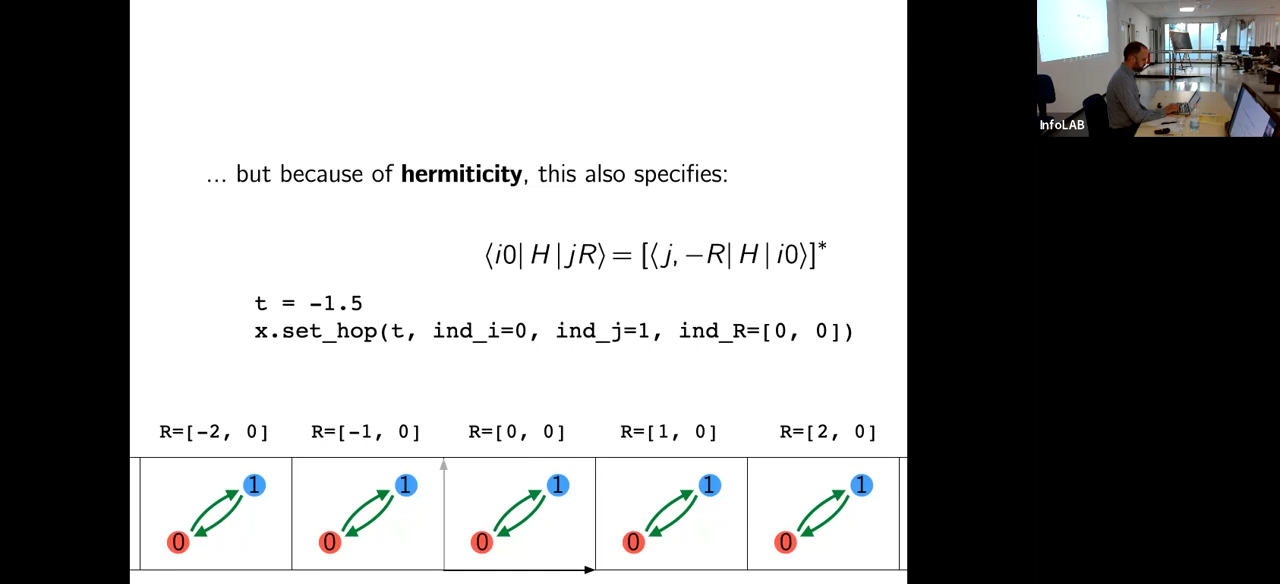 ... but because of hermiticity, this also specifies:
⟨i0| H |jR⟩ = [⟨j, −R| H | i0⟩]*
t = -1.5
x.set_hop(t, ind_i=0, ind_j=1, ind_R=[0, 0])
R=[-2, 0] R=[-1, 0] R=[0, 0] R=[1, 0] R=[2, 0]
1 1 1 1 1
0 0 0 0 0
InfoLAB